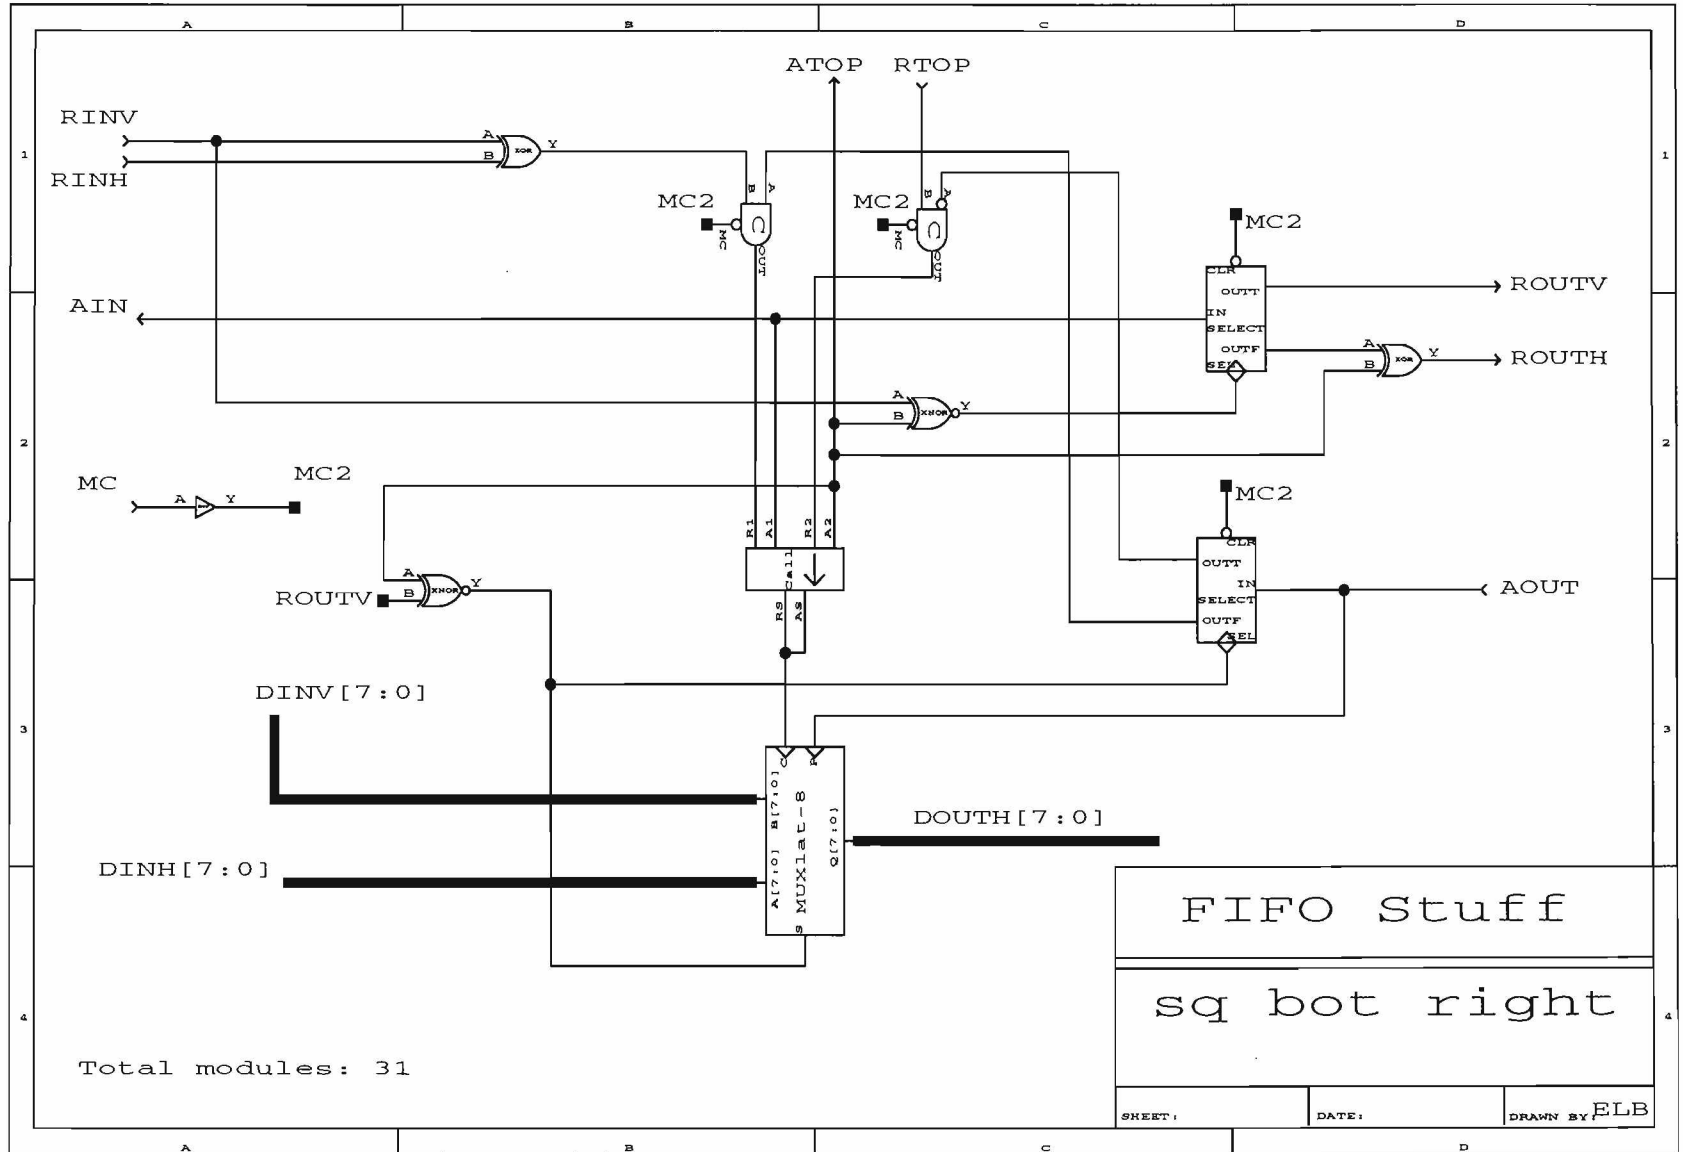 A B C D
ATOP RTOP
RINV
A
B
XOR
Y
1
1
RINH
B A
B A
MC2
MC2
MC2
C
C
MC
MC
OUT
OUT
CLR
OUTT
ROUTV
AIN
IN
SELECT
OUTF
SEL
A
B
XOR
Y
ROUTH
A
B
XNOR
Y
2
2
MC
A Y
MC2
MC2
R1 A1 R2 A2
CLR
OUTT
IN
SELECT
OUTF
SEL
AOUT
Call
A
B
XNOR
Y
ROUTV
RS AS
DINV[7:0]
3
3
B[7:0]
MUXlat-8
Q[7:0]
DOUTH[7:0]
A[7:0]
DINH[7:0]
S
FIFO Stuff
sq bot right
4
4
Total modules: 31
SHEET:
DATE:
DRAWN BY: ELB
A B C D